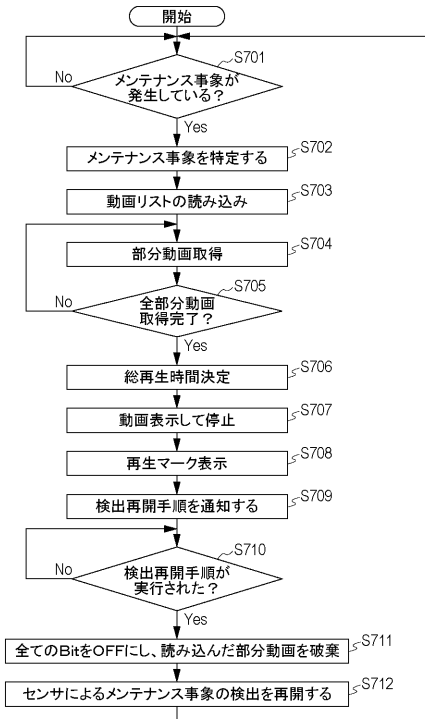 開始
S701
メンテナンス事象が
発生している？
No
Yes
メンテナンス事象を特定する
S702
動画リストの読み込み
S703
部分動画取得
S704
S705
全部分動画
取得完了？
No
Yes
総再生時間決定
S706
動画表示して停止
S707
再生マーク表示
S708
検出再開手順を通知する
S709
S710
検出再開手順が
実行された？
No
Yes
全てのBitをOFFにし、読み込んだ部分動画を破棄
S711
センサによるメンテナンス事象の検出を再開する
S712